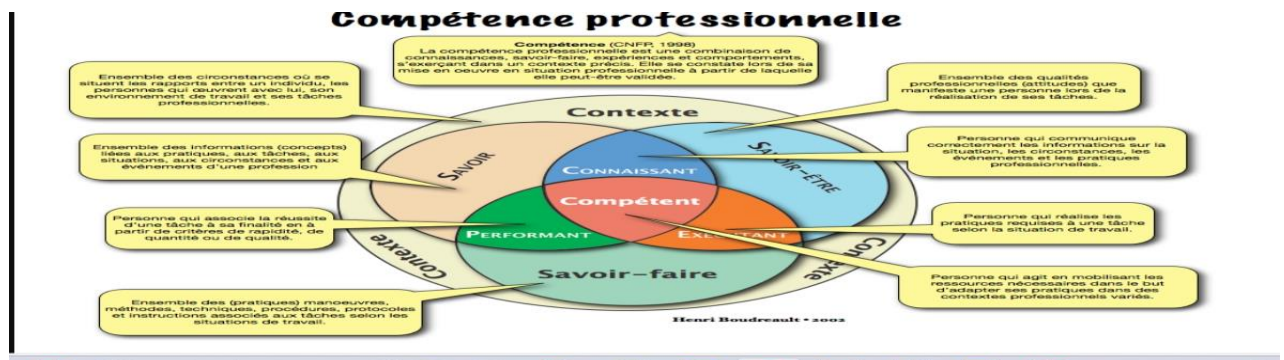 Compétence professionnelle
Compétence (CNFP, 1998)
La compétence professionnelle est une combinaison de
connaissances, savoir-faire, expériences et comportements,
s'exerçant dans un contexte précis. Elle se constate lors de sa
mise en oeuvre en situation professionnelle à partir de laquelle
elle peut-être validée.
Ensemble des circonstances où se
situent les rapports entre un individu, les
personnes qui œuvrent avec lui, son
environnement de travail et ses tâches
professionnelles.
Ensemble des qualités
professionnelles (attitudes) que
manifeste une personne lors de la
réalisation de ses tâches.
Contexte
Ensemble des informations (concepts)
liées aux pratiques, aux tâches, aux
situations, aux circonstances et aux
événements d'une profession
SAVOIR
SAVOIR-ÊTRE
Personne qui communique
correctement les informations sur la
situation, les circonstances, les
événements et les pratiques
professionnelles.
CONNAISSANT
Compétent
Personne qui associe la réussite
d'une tâche à sa finalité en à
partir de critères de rapidité, de
quantité ou de qualité.
PERFORMANT
Personne qui réalise les
pratiques requises à une tâche
selon la situation de travail.
Contexte
Contexte
Savoir-faire
Personne qui agit en mobilisant les
ressources nécessaires dans le but
d'adapter ses pratiques dans des
contextes professionnels variés.
Ensemble des (pratiques) manoeuvres,
méthodes, techniques, procédures, protocoles
et instructions associés aux tâches selon les
situations de travail.
Henri Boudreault • 2002